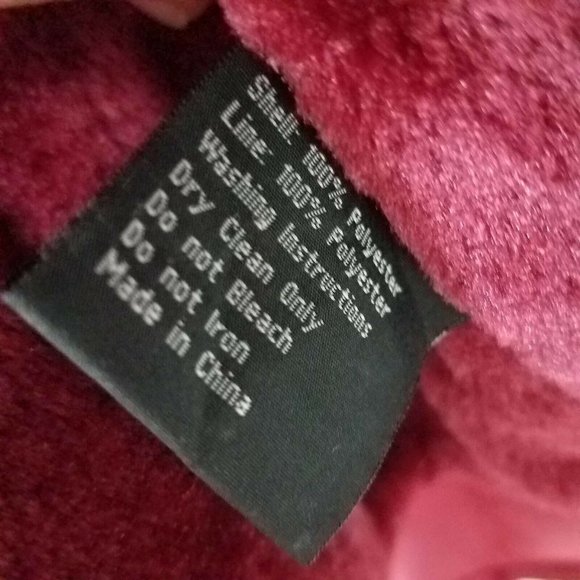 Shell: 100% Polyester
Line: 100% Polyester
Washing Instructions
Dry Clean Only
Do not Bleach
Do not Iron
Made in China